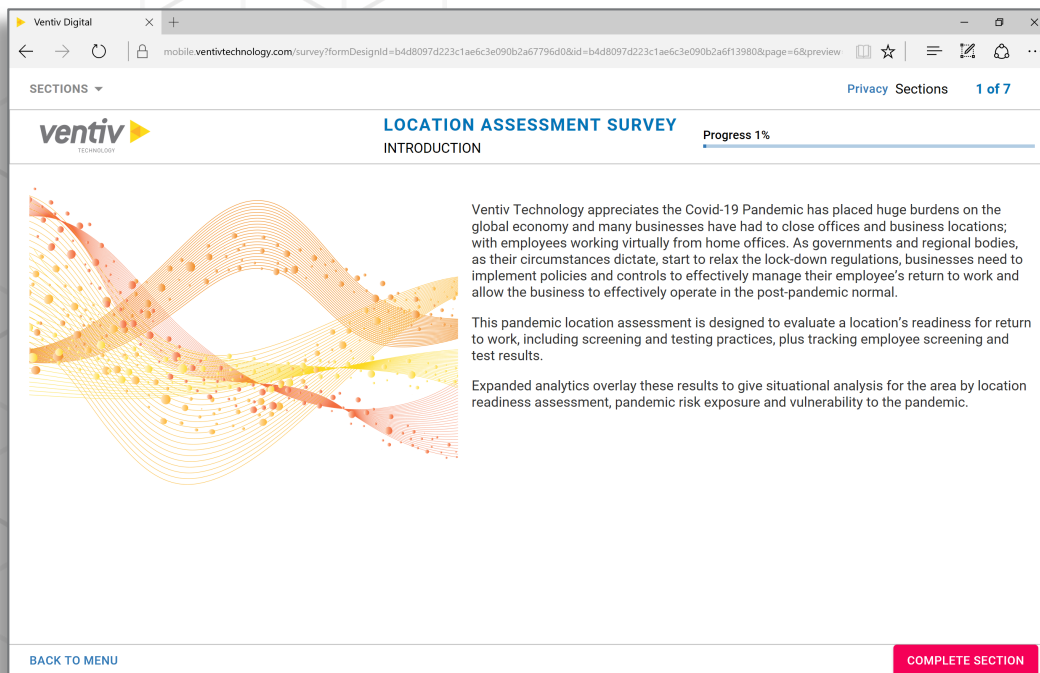 Ventiv Digital
mobile.ventivtechnology.com/survey?formDesignId=b4d8097d223c1ae6c3e090b2a67796d0&id=b4d8097d223c1ae6c3e090b2a6f13980&page=6&preview
SECTIONS
Privacy Sections 1 of 7
ventiv
TECHNOLOGY
LOCATION ASSESSMENT SURVEY
INTRODUCTION
Progress 1%
Ventiv Technology appreciates the Covid-19 Pandemic has placed huge burdens on the
global economy and many businesses have had to close offices and business locations;
with employees working virtually from home offices. As governments and regional bodies,
as their circumstances dictate, start to relax the lock-down regulations, businesses need to
implement policies and controls to effectively manage their employee's return to work and
allow the business to effectively operate in the post-pandemic normal.
This pandemic location assessment is designed to evaluate a location's readiness for return
to work, including screening and testing practices, plus tracking employee screening and
test results.
Expanded analytics overlay these results to give situational analysis for the area by location
readiness assessment, pandemic risk exposure and vulnerability to the pandemic.
BACK TO MENU
COMPLETE SECTION